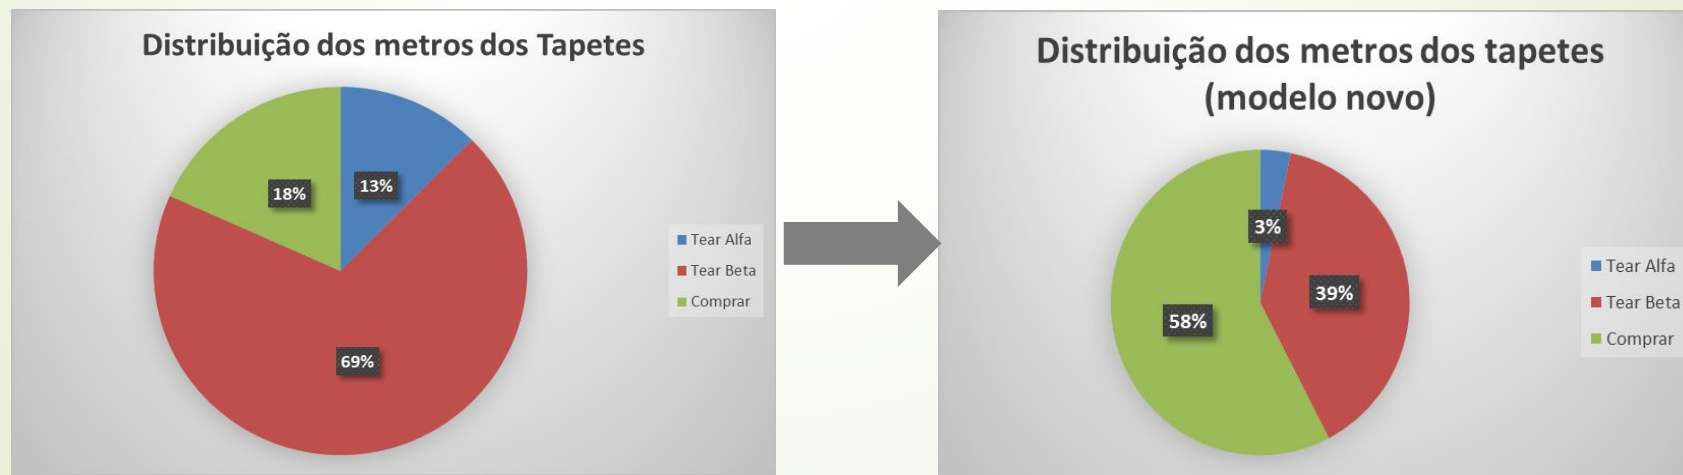 Distribuição dos metros dos Tapetes
18%
13%
69%
Tear Alfa
Tear Beta
Comprar
Distribuição dos metros dos tapetes
(modelo novo)
3%
39%
58%
Tear Alfa
Tear Beta
Comprar